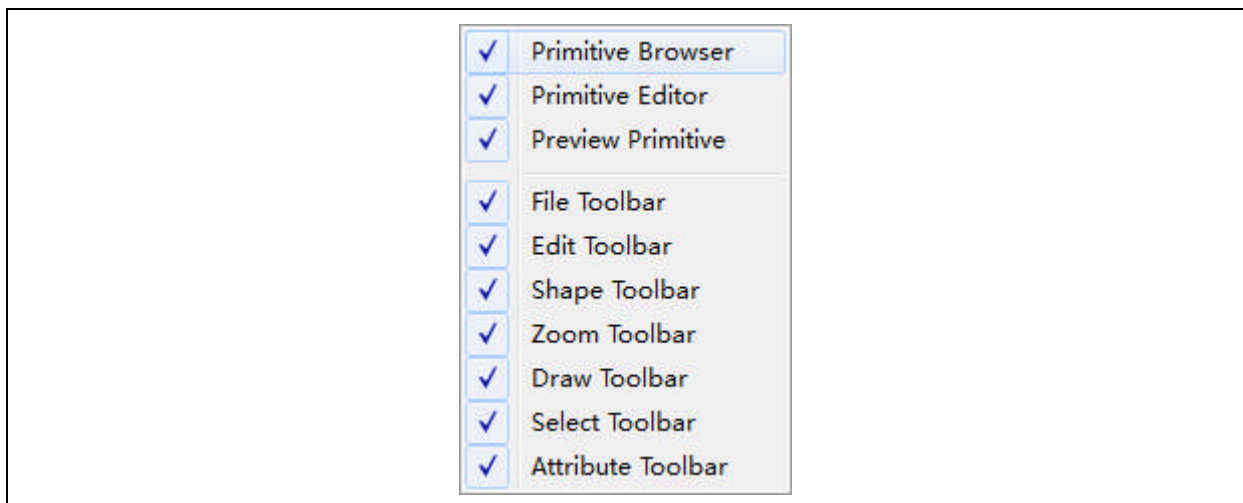 Primitive Browser
Primitive Editor
Preview Primitive
File Toolbar
Edit Toolbar
Shape Toolbar
Zoom Toolbar
Draw Toolbar
Select Toolbar
Attribute Toolbar